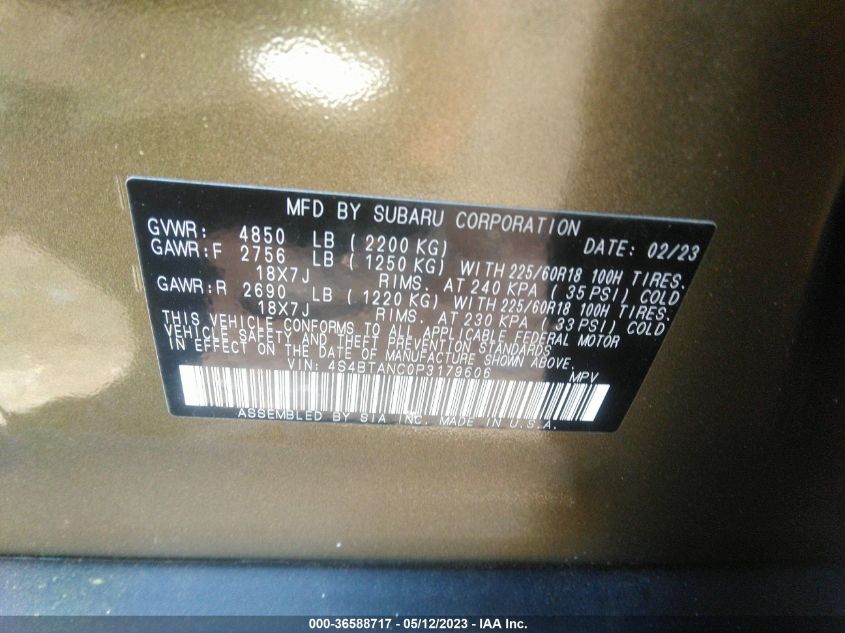 MFD BY SUBARU CORPORATION
GVWR: 4850 LB (2200 KG) DATE: 02/23
GAWR:F 2756 LB (1250 KG) WITH 225/60R18 100H TIRES.
18X7J RIMS. AT 240 KPA (35 PSI) COLD
GAWR:R 2690 LB (1220 KG) WITH 225/60R18 100H TIRES.
18X7J RIMS. AT 230 KPA (33 PSI) COLD
THIS VEHICLE CONFORMS TO ALL APPLICABLE FEDERAL MOTOR
VEHICLE SAFETY AND THEFT PREVENTION STANDARDS
IN EFFECT ON THE DATE OF MANUFACTURE SHOWN ABOVE.
VIN: 4S4BTANC0P3179606 MPV
ASSEMBLED BY SIA INC. MADE IN U.S.A.
000-36588717 - 05/12/2023 - IAA Inc.